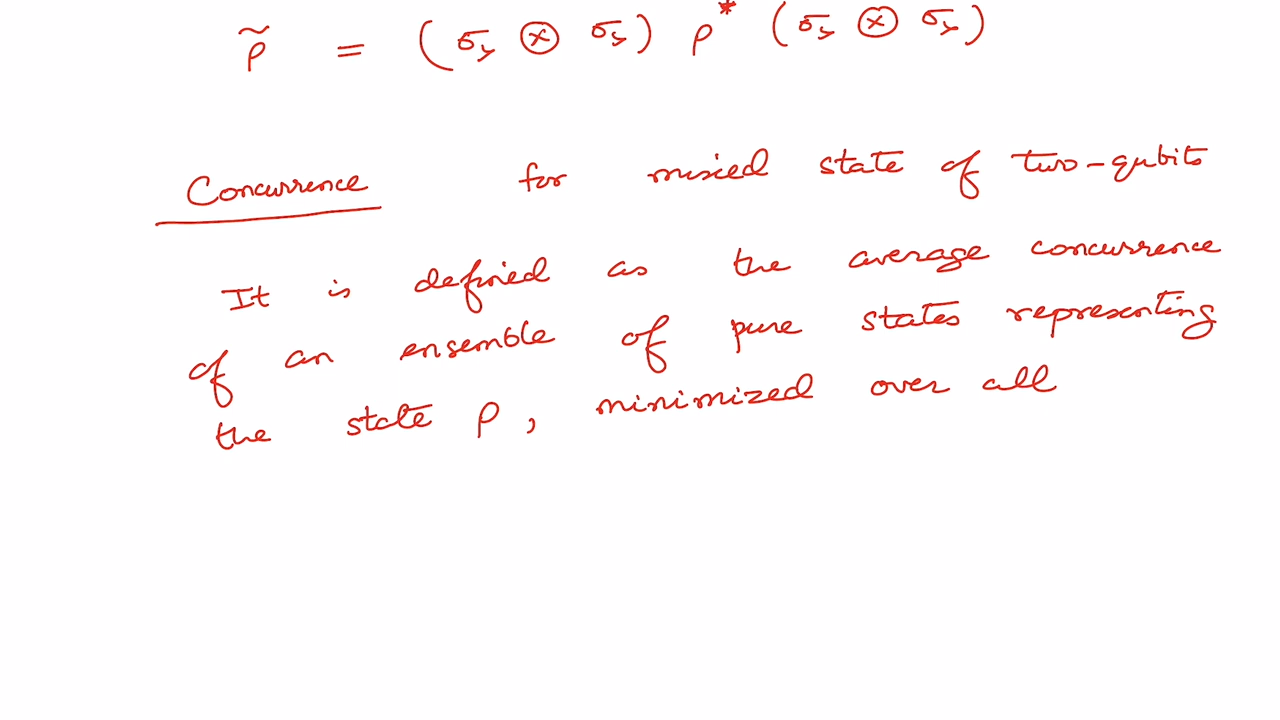 ρ̃ = (σy ⊗ σy) ρ* (σy ⊗ σy)
Concurrence for mixed state of two-qubits
It is defined as the average concurrence
of an ensemble of pure states representing
the state ρ, minimized over all